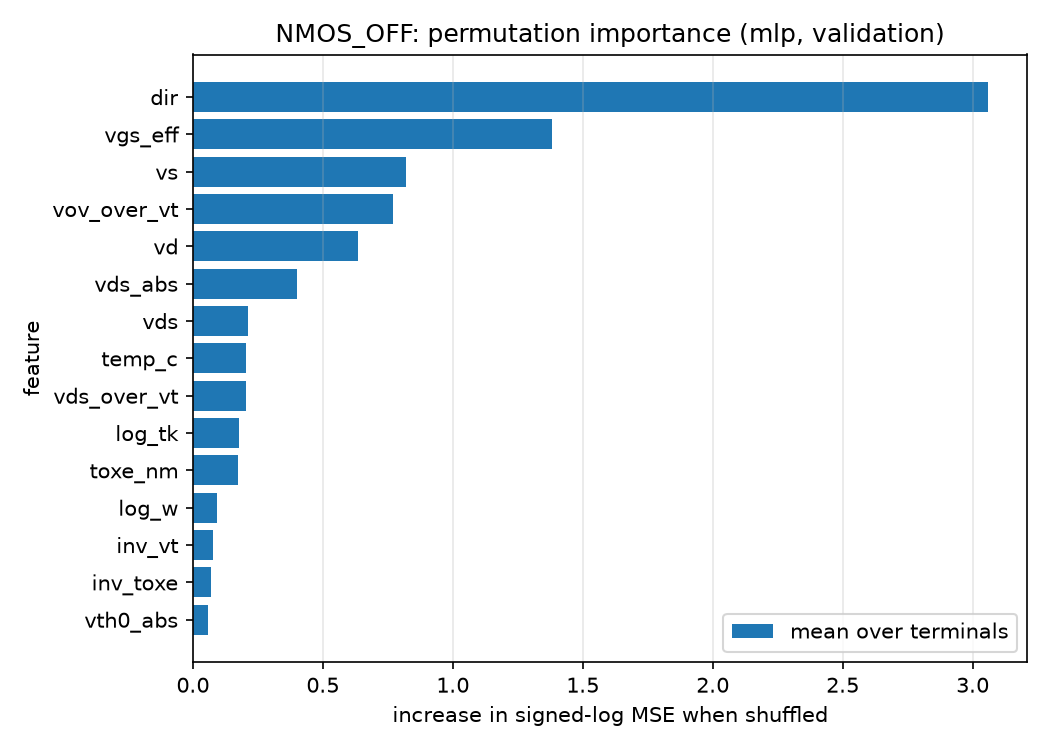 NMOS_OFF: permutation importance (mlp, validation)
feature
dir
vgs_eff
vs
vov_over_vt
vd
vds_abs
vds
temp_c
vds_over_vt
log_tk
toxe_nm
log_w
inv_vt
inv_toxe
vth0_abs
mean over terminals
0.0 0.5 1.0 1.5 2.0 2.5 3.0
increase in signed-log MSE when shuffled